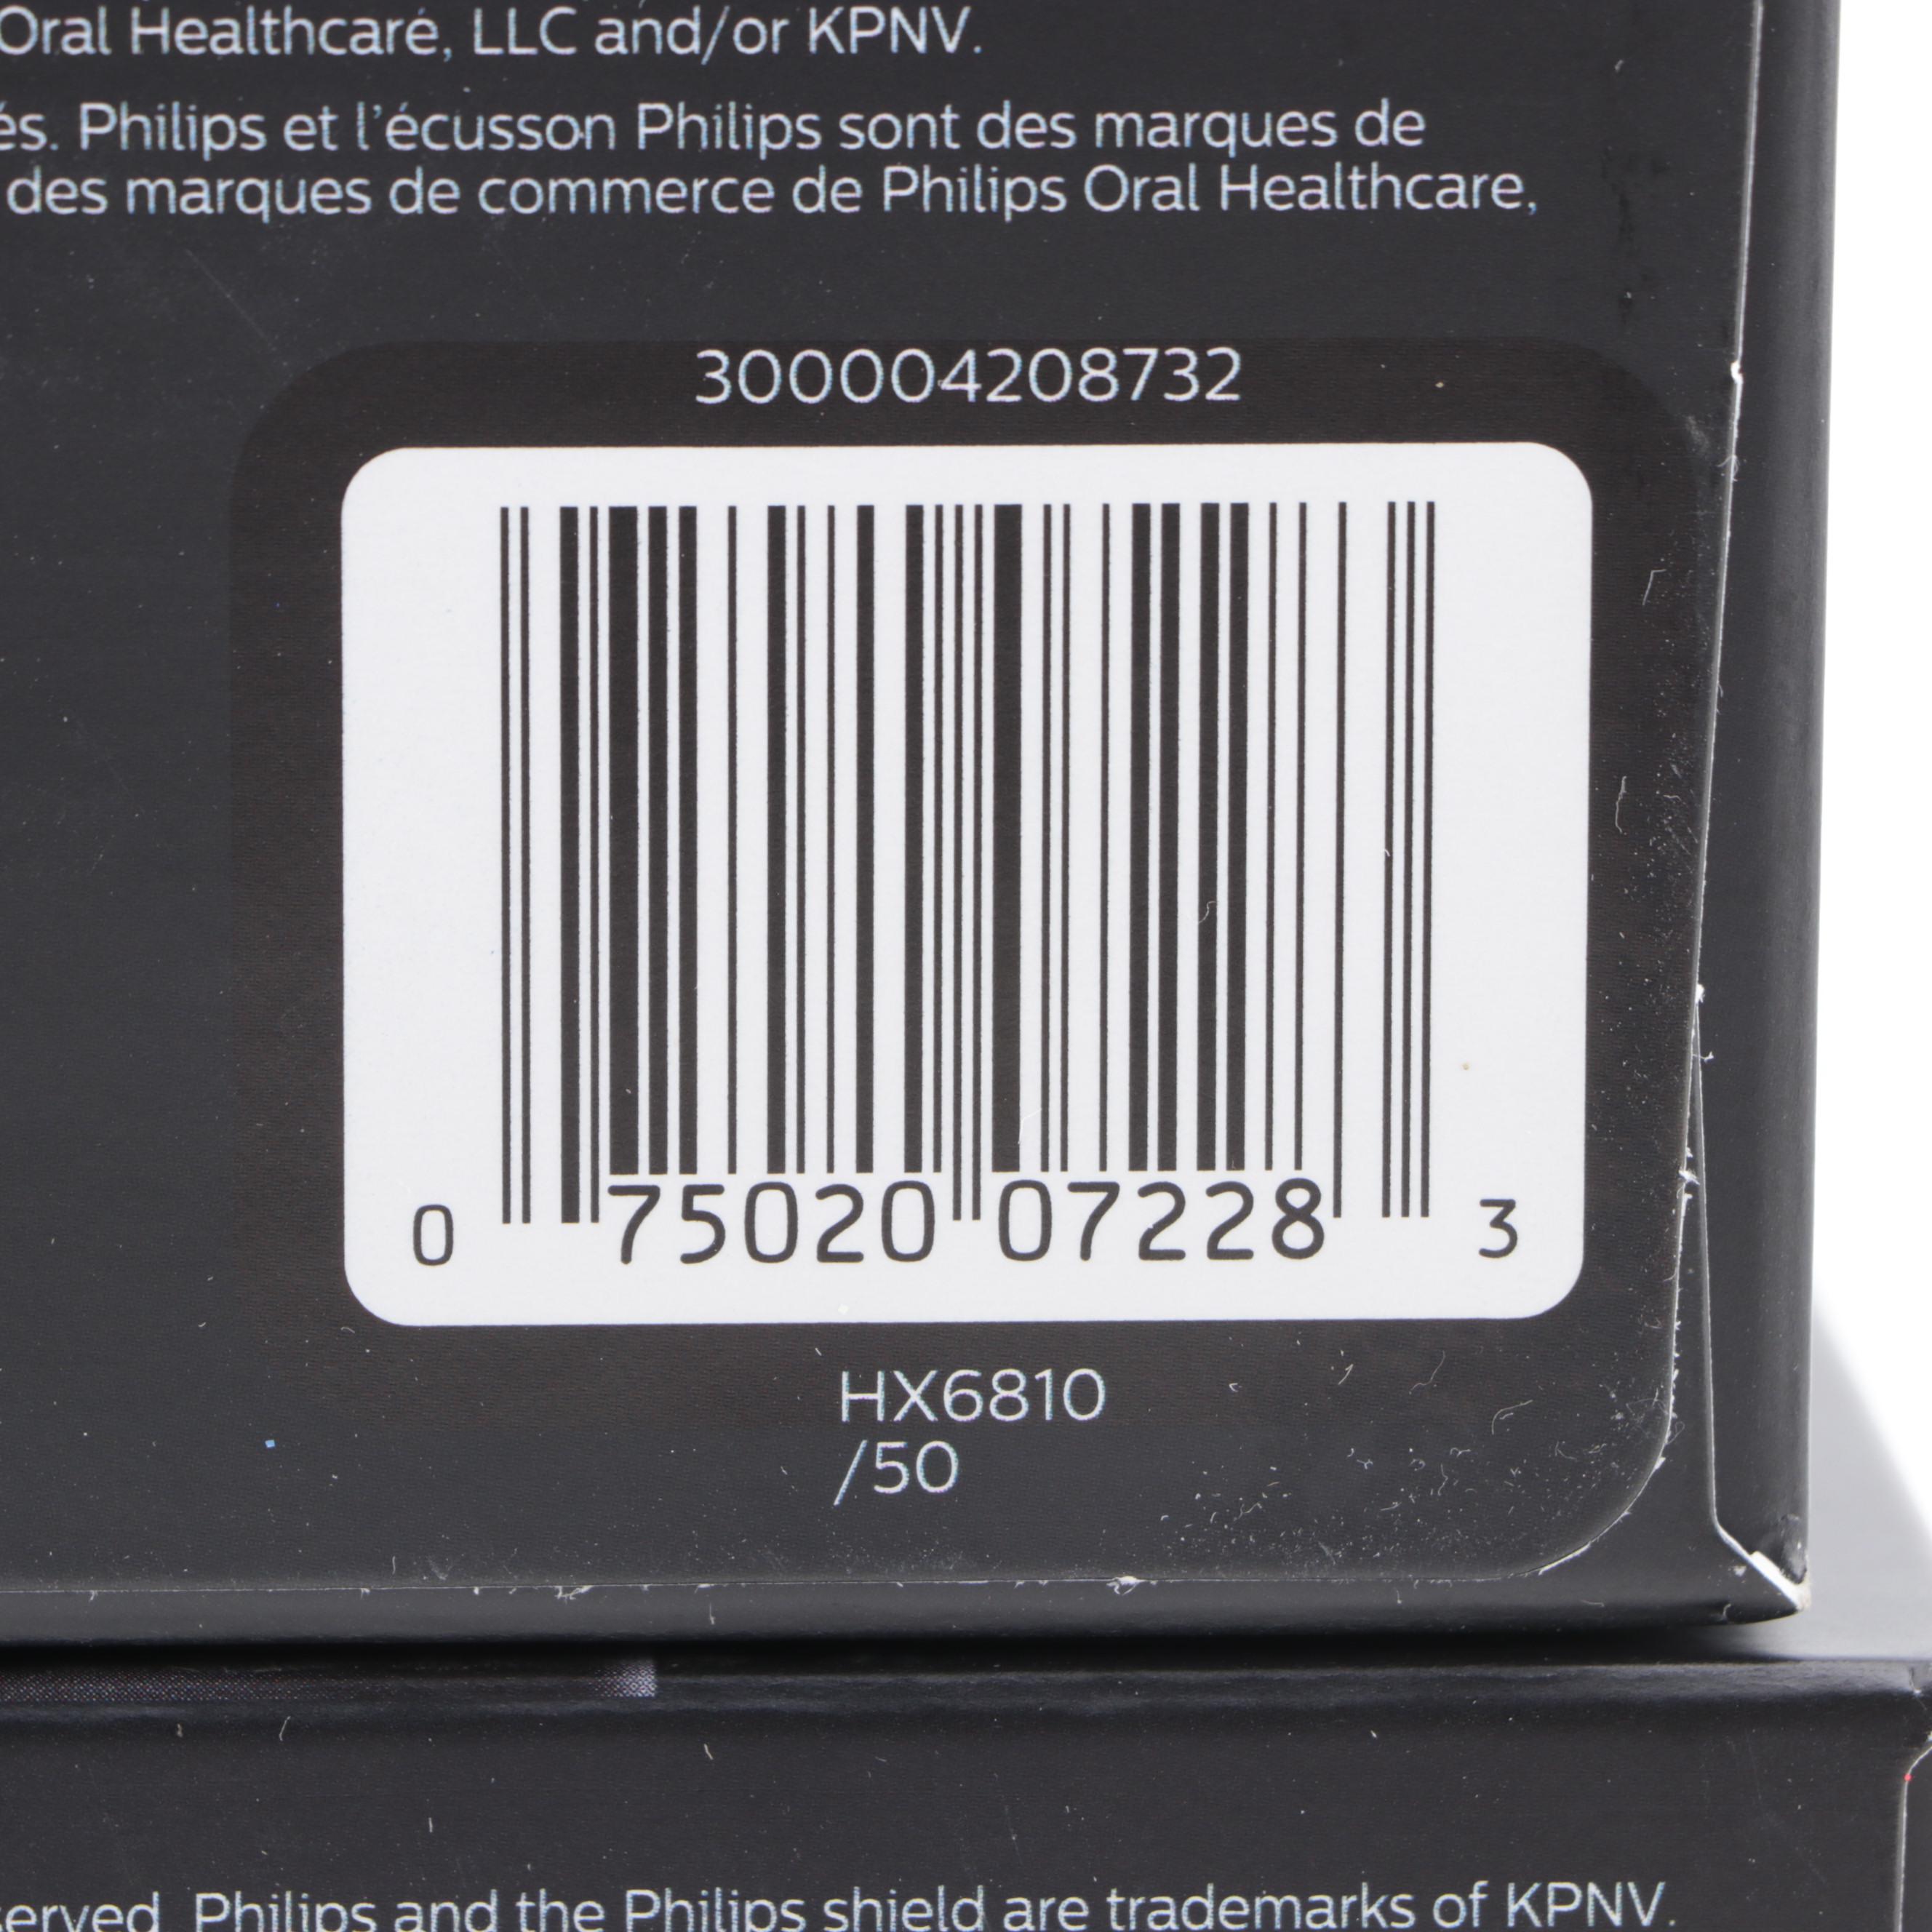 Oral Healthcare, LLC and/or KPNV.
és. Philips et l'écusson Philips sont des marques de
des marques de commerce de Philips Oral Healthcare,
300004208732
0 75020 07228 3
HX6810
/50
served. Philips and the Philips shield are trademarks of KPNV.